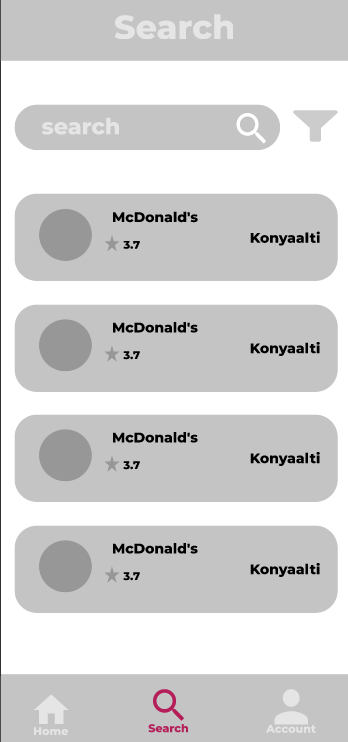 Search
search
McDonald's
3.7
Konyaalti
McDonald's
3.7
Konyaalti
McDonald's
3.7
Konyaalti
McDonald's
3.7
Konyaalti
Home
Search
Account